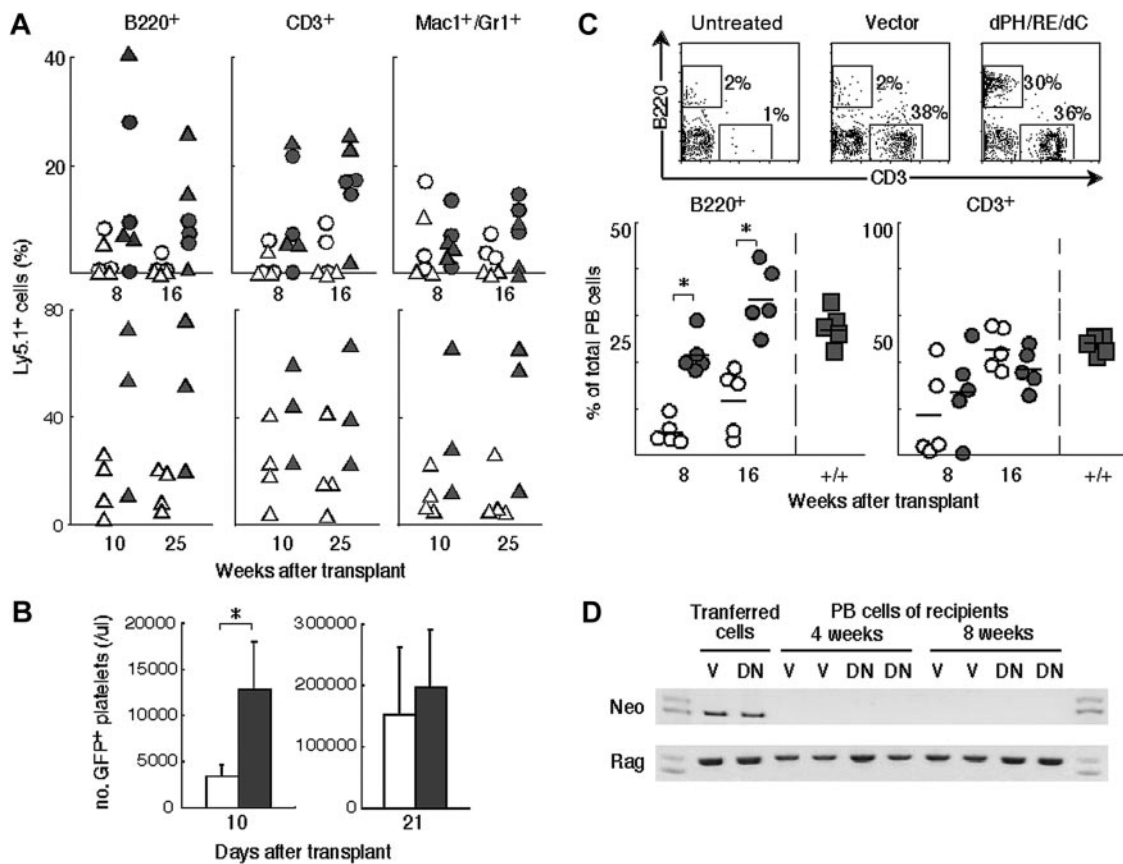 A
B220+ CD3+ Mac1+/Gr1+
40
20
0
8 16 8 16 8 16
80
40
0
10 25 10 25 10 25
Ly5.1+ cells (%)
Weeks after transplant
B
no. GFP+ platelets (/ul)
*
20000
15000
10000
5000
0
10
300000
200000
100000
0
21
Days after transplant
C
Untreated Vector dPH/RE/dC
B220
2% 2% 30%
1% 38% 36%
CD3
B220+ CD3+
% of total PB cells
50
25
* *
8 16 +/+
100
50
8 16 +/+
Weeks after transplant
D
Tranferred PB cells of recipients
cells 4 weeks 8 weeks
V DN V V DN DN V V DN DN
Neo
Rag